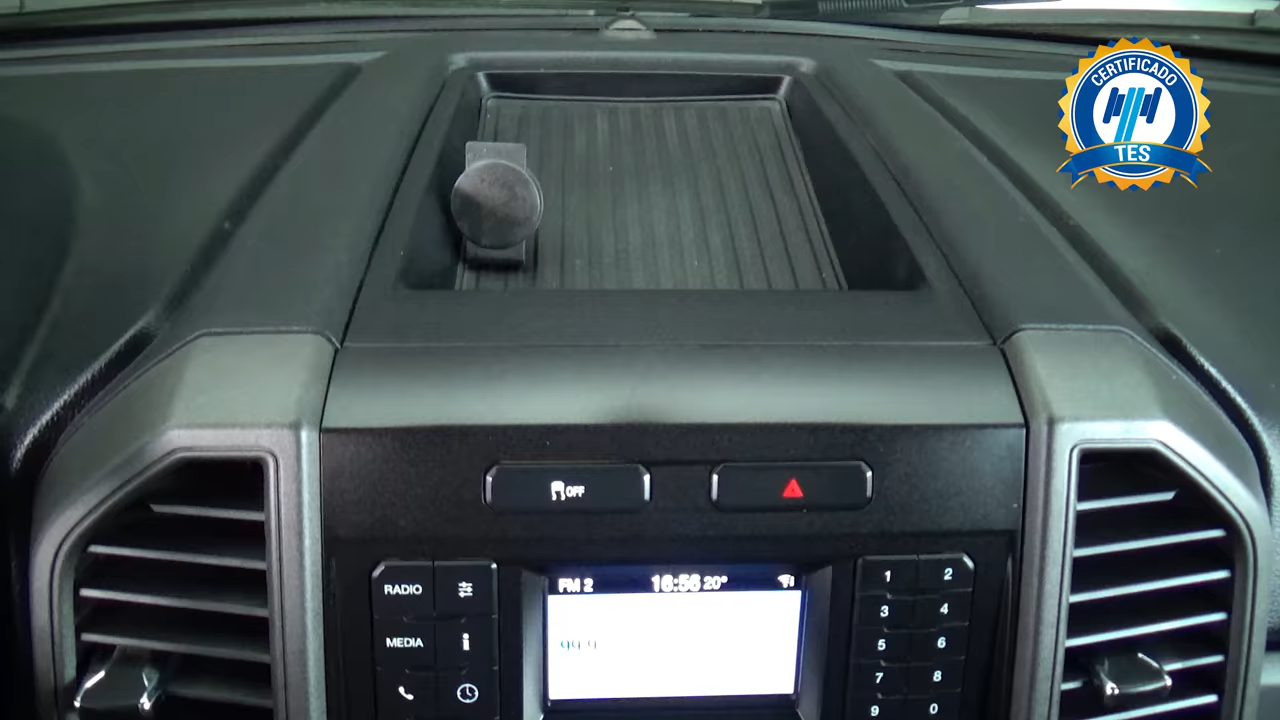 CERTIFICADO
TES
OFF
FM 2 16:56 20°
RADIO
MEDIA
1 2
3 4
5 6
7 8
9 0